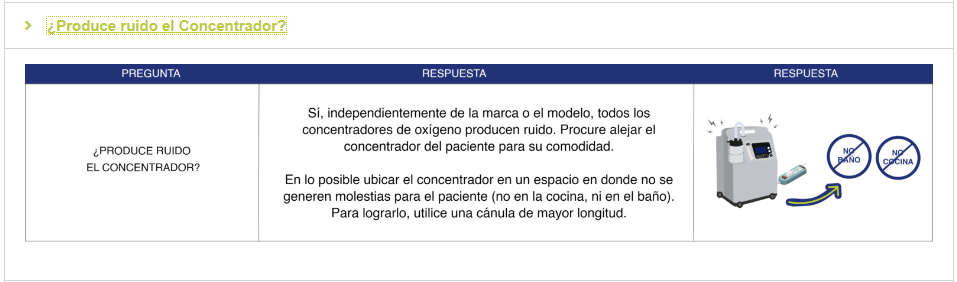 ¿Produce ruido el Concentrador?
PREGUNTA
RESPUESTA
RESPUESTA
¿PRODUCE RUIDO
EL CONCENTRADOR?
Sí, independientemente de la marca o el modelo, todos los
concentradores de oxígeno producen ruido. Procure alejar el
concentrador del paciente para su comodidad.
En lo posible ubicar el concentrador en un espacio en donde no se
generen molestias para el paciente (no en la cocina, ni en el baño).
Para lograrlo, utilice una cánula de mayor longitud.
NO
BAÑO
NO
COCINA